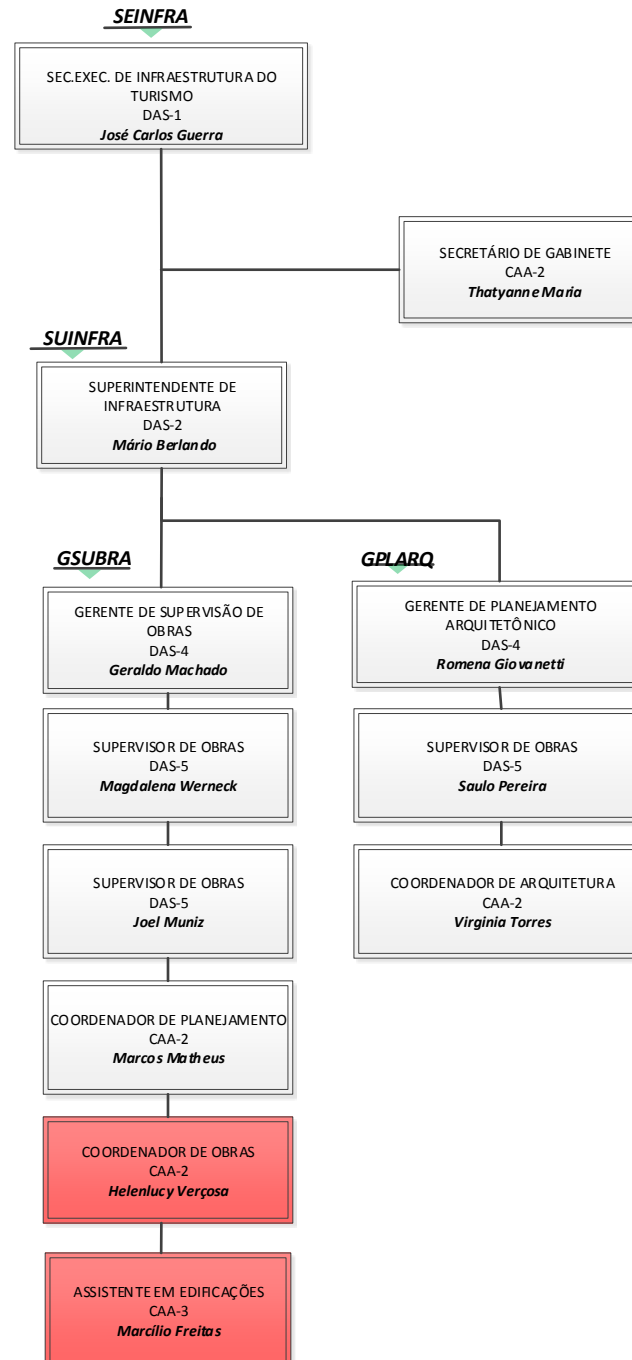 SEINFRA
SEC.EXEC. DE INFRAESTRUTURA DO
TURISMO
DAS-1
José Carlos Guerra
SECRETÁRIO DE GABINETE
CAA-2
Thatyanne Maria
SUINFRA
SUPERINTENDENTE DE
INFRAESTRUTURA
DAS-2
Mário Berlando
GSUBRA
GERENTE DE SUPERVISÃO DE
OBRAS
DAS-4
Geraldo Machado
SUPERVISOR DE OBRAS
DAS-5
Magdalena Werneck
SUPERVISOR DE OBRAS
DAS-5
Joel Muniz
COORDENADOR DE PLANEJAMENTO
CAA-2
Marcos Matheus
COORDENADOR DE OBRAS
CAA-2
Helenlucy Verçosa
ASSISTENTE EM EDIFICAÇÕES
CAA-3
Marcílio Freitas
GPLARQ
GERENTE DE PLANEJAMENTO
ARQUITETÔNICO
DAS-4
Romena Giovanetti
SUPERVISOR DE OBRAS
DAS-5
Saulo Pereira
COORDENADOR DE ARQUITETURA
CAA-2
Virginia Torres